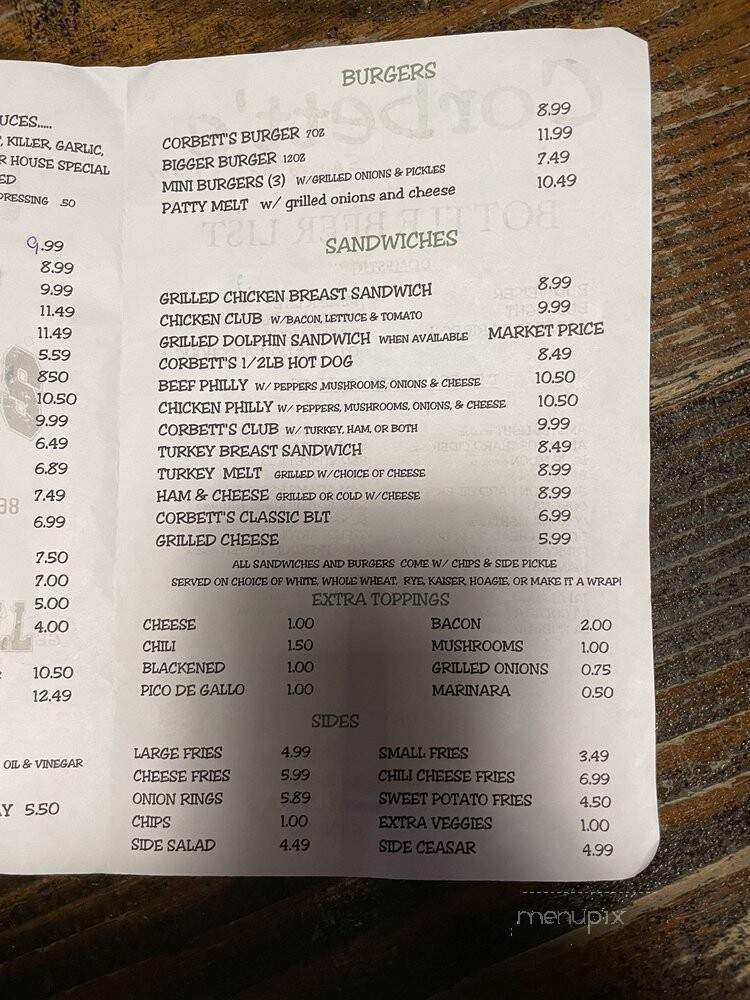 UCES.....
KILLER, GARLIC,
R HOUSE SPECIAL
ED
DRESSING .50
9.99
8.99
9.99
11.49
11.49
5.59
850
10.50
9.99
6.49
6.89
7.49
6.99
7.50
7.00
5.00
4.00
10.50
12.49
OIL & VINEGAR
AY 5.50
BURGERS
CORBETT'S BURGER 7OZ 8.99
BIGGER BURGER 12OZ 11.99
MINI BURGERS (3) W/GRILLED ONIONS & PICKLES 7.49
PATTY MELT w/ grilled onions and cheese 10.49
SANDWICHES
GRILLED CHICKEN BREAST SANDWICH 8.99
CHICKEN CLUB W/BACON, LETTUCE & TOMATO 9.99
GRILLED DOLPHIN SANDWICH WHEN AVAILABLE MARKET PRICE
CORBETT'S 1/2LB HOT DOG 8.49
BEEF PHILLY W/ PEPPERS ,MUSHROOMS, ONIONS & CHEESE 10.50
CHICKEN PHILLY W/ PEPPERS, MUSHROOMS, ONIONS, & CHEESE 10.50
CORBETT'S CLUB W/ TURKEY, HAM, OR BOTH 9.99
TURKEY BREAST SANDWICH 8.49
TURKEY MELT GRILLED W/CHOICE OF CHEESE 8.99
HAM & CHEESE GRILLED OR COLD W/CHEESE 8.99
CORBETT'S CLASSIC BLT 6.99
GRILLED CHEESE 5.99
ALL SANDWICHES AND BURGERS COME W/ CHIPS & SIDE PICKLE
SERVED ON CHOICE OF WHITE, WHOLE WHEAT, RYE, KAISER, HOAGIE, OR MAKE IT A WRAP!
EXTRA TOPPINGS
CHEESE 1.00 BACON 2.00
CHILI 1.50 MUSHROOMS 1.00
BLACKENED 1.00 GRILLED ONIONS 0.75
PICO DE GALLO 1.00 MARINARA 0.50
SIDES
LARGE FRIES 4.99 SMALL FRIES 3.49
CHEESE FRIES 5.99 CHILI CHEESE FRIES 6.99
ONION RINGS 5.89 SWEET POTATO FRIES 4.50
CHIPS 1.00 EXTRA VEGGIES 1.00
SIDE SALAD 4.49 SIDE CEASAR 4.99
menupix